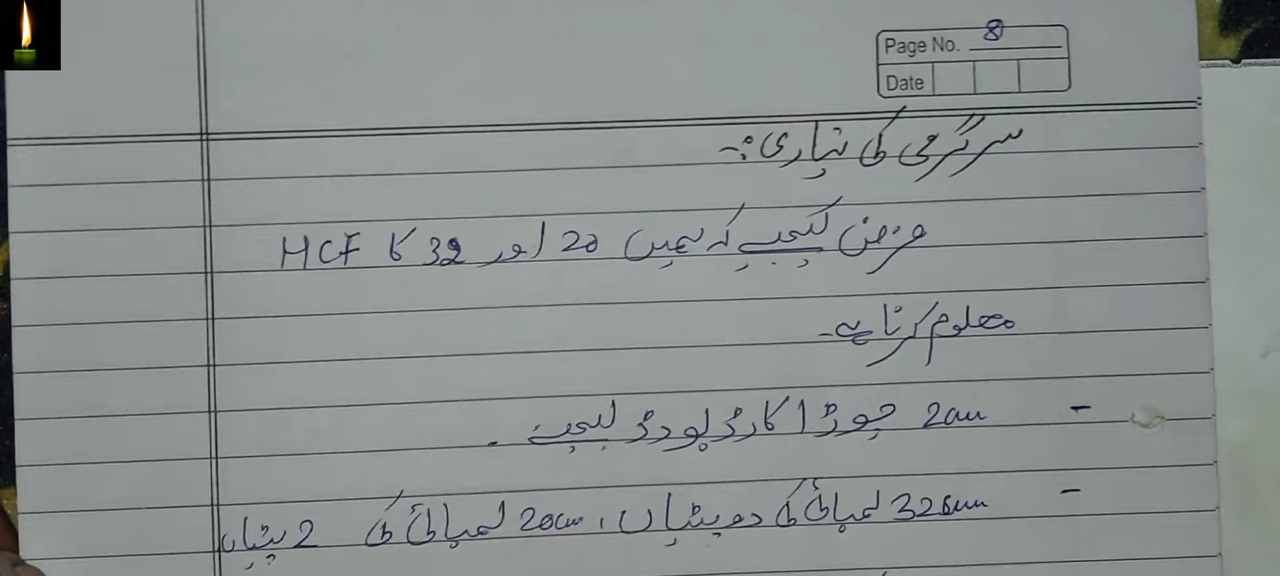 Page No. 8
Date
سرگرمی کی تیاری :-
فرض کیجیے کہ ہمیں 20 اور 32 کا HCF
معلوم کرنا ہے۔
- 2cm چوڑا کارڈ بورڈ لیجیے۔
- 32cm لمبائی کی دو پٹیاں، 20cm لمبائی کی 2 پٹیاں